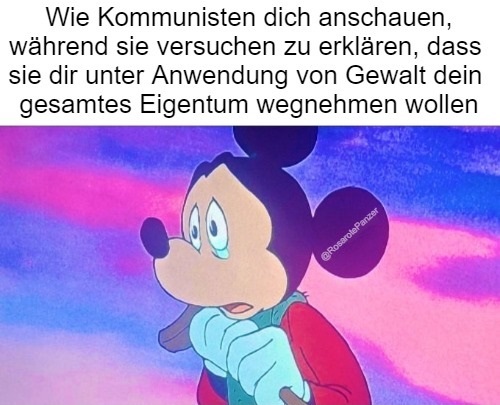 Wie Kommunisten dich anschauen,
während sie versuchen zu erklären, dass
sie dir unter Anwendung von Gewalt dein
gesamtes Eigentum wegnehmen wollen
@RosarolePanzer